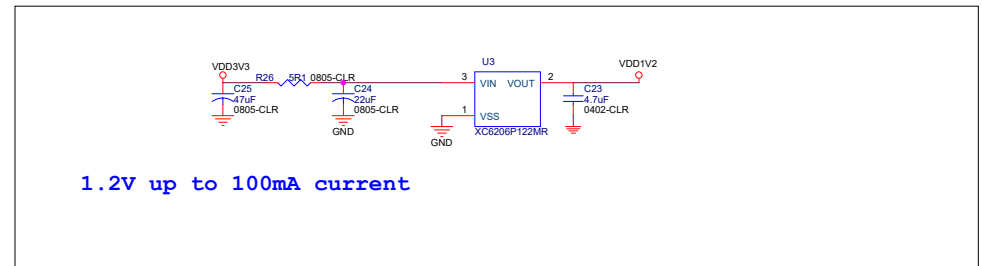 VDD3V3
R26 5R1 0805-CLR
C25
47uF
0805-CLR
C24
22uF
0805-CLR
GND
U3
3 VIN VOUT 2
1 VSS
XC6206P122MR
GND
VDD1V2
C23
4.7uF
0402-CLR
1.2V up to 100mA current